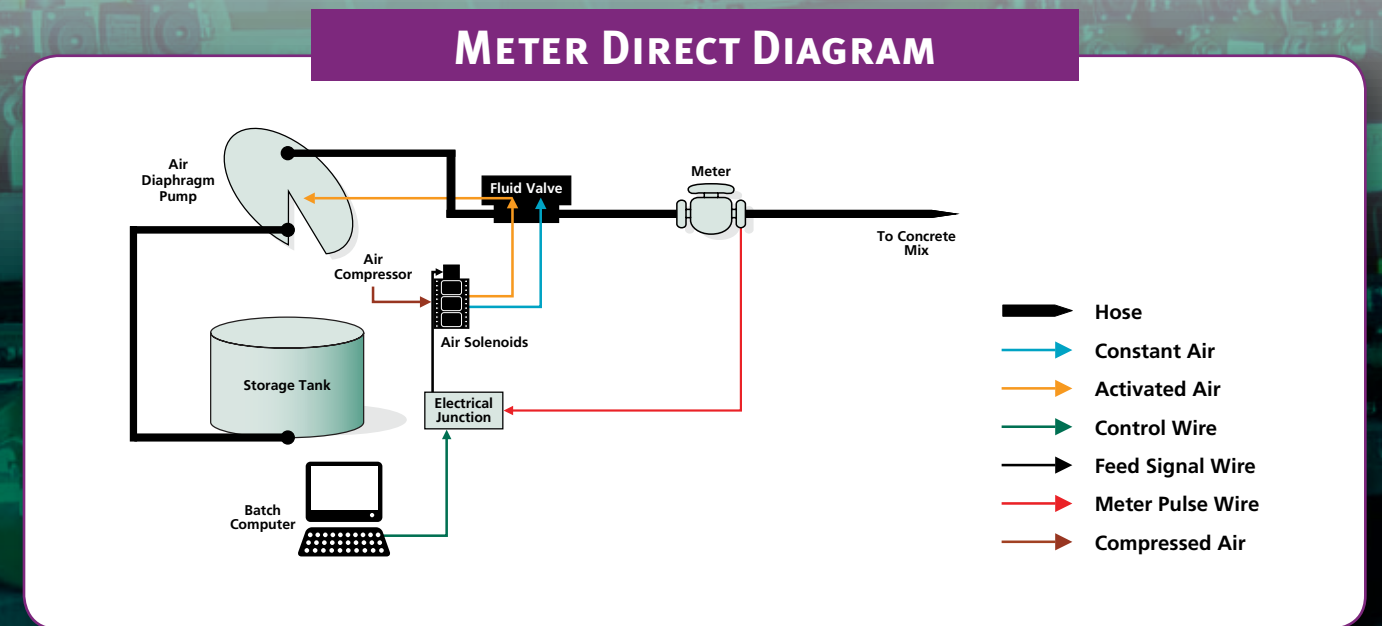 METER DIRECT DIAGRAM
Air
Diaphragm
Pump
Fluid Valve
Meter
To Concrete
Mix
Air
Compressor
Air Solenoids
Storage Tank
Electrical
Junction
Batch
Computer
Hose
Constant Air
Activated Air
Control Wire
Feed Signal Wire
Meter Pulse Wire
Compressed Air